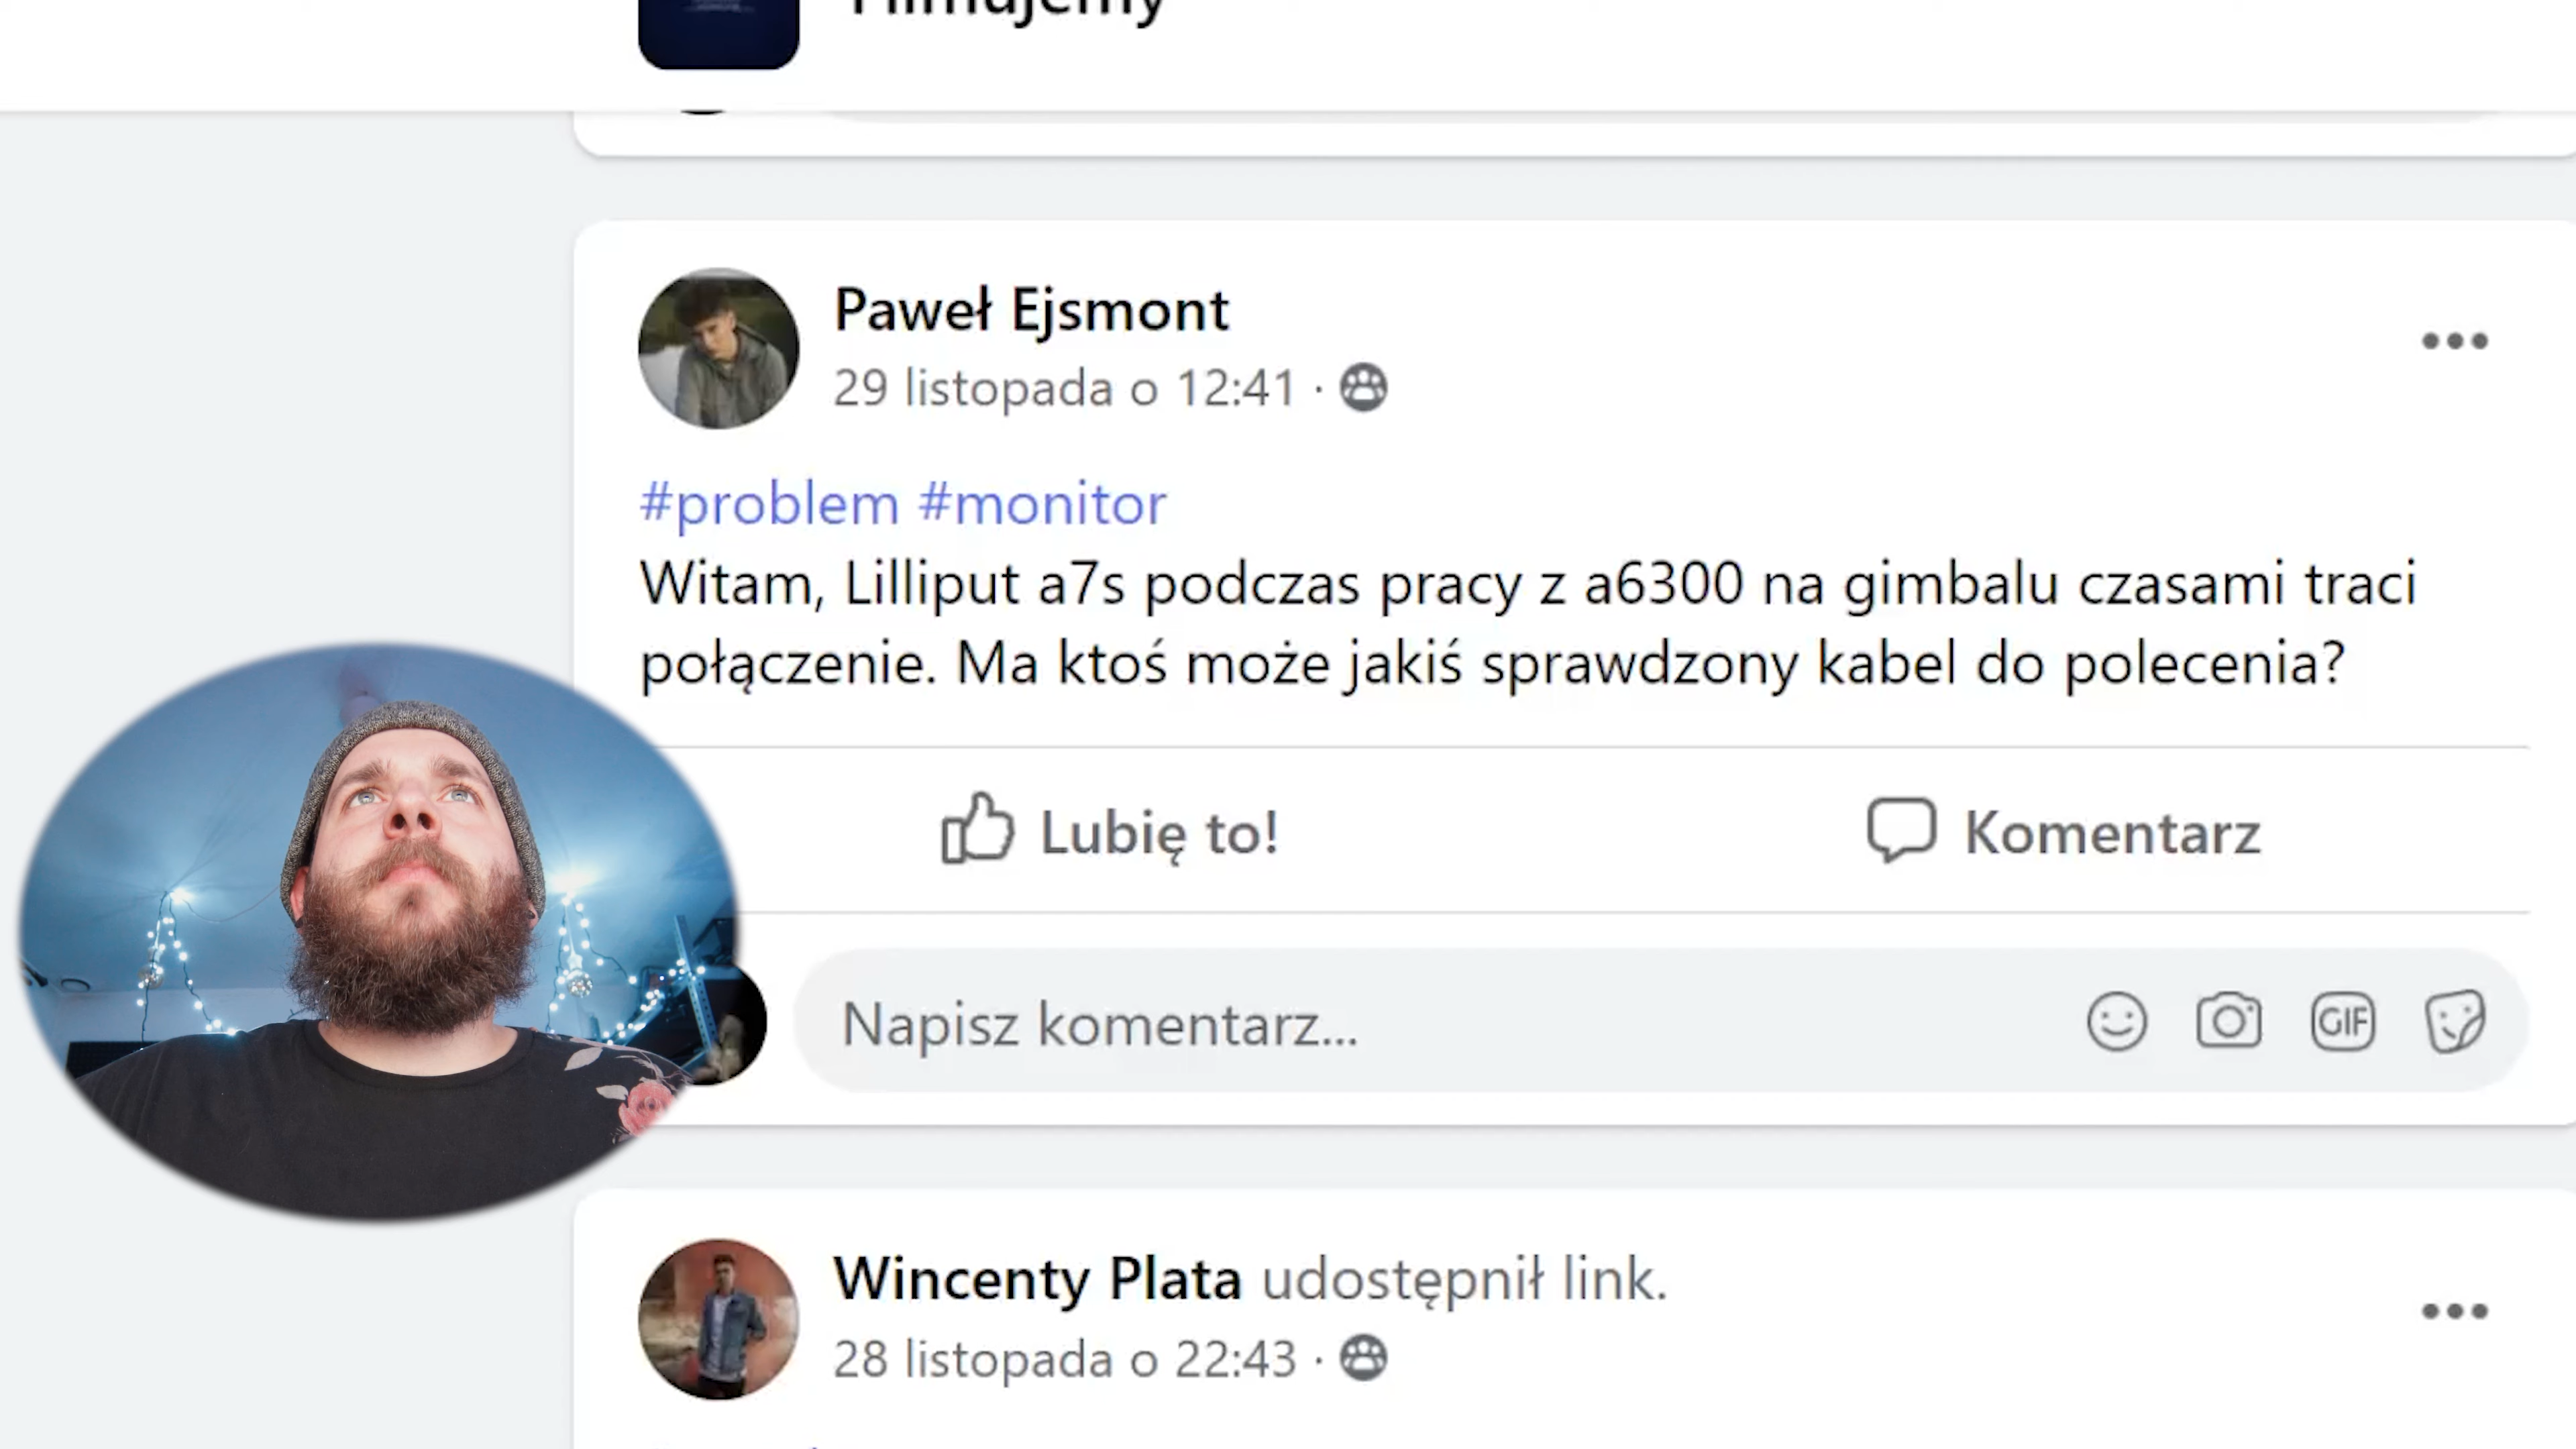 Filmujemy
Paweł Ejsmont
29 listopada o 12:41 ·
#problem #monitor
Witam, Lilliput a7s podczas pracy z a6300 na gimbalu czasami traci
połączenie. Ma ktoś może jakiś sprawdzony kabel do polecenia?
Lubię to!
Komentarz
Napisz komentarz...
GIF
Wincenty Plata udostępnił link.
28 listopada o 22:43 ·